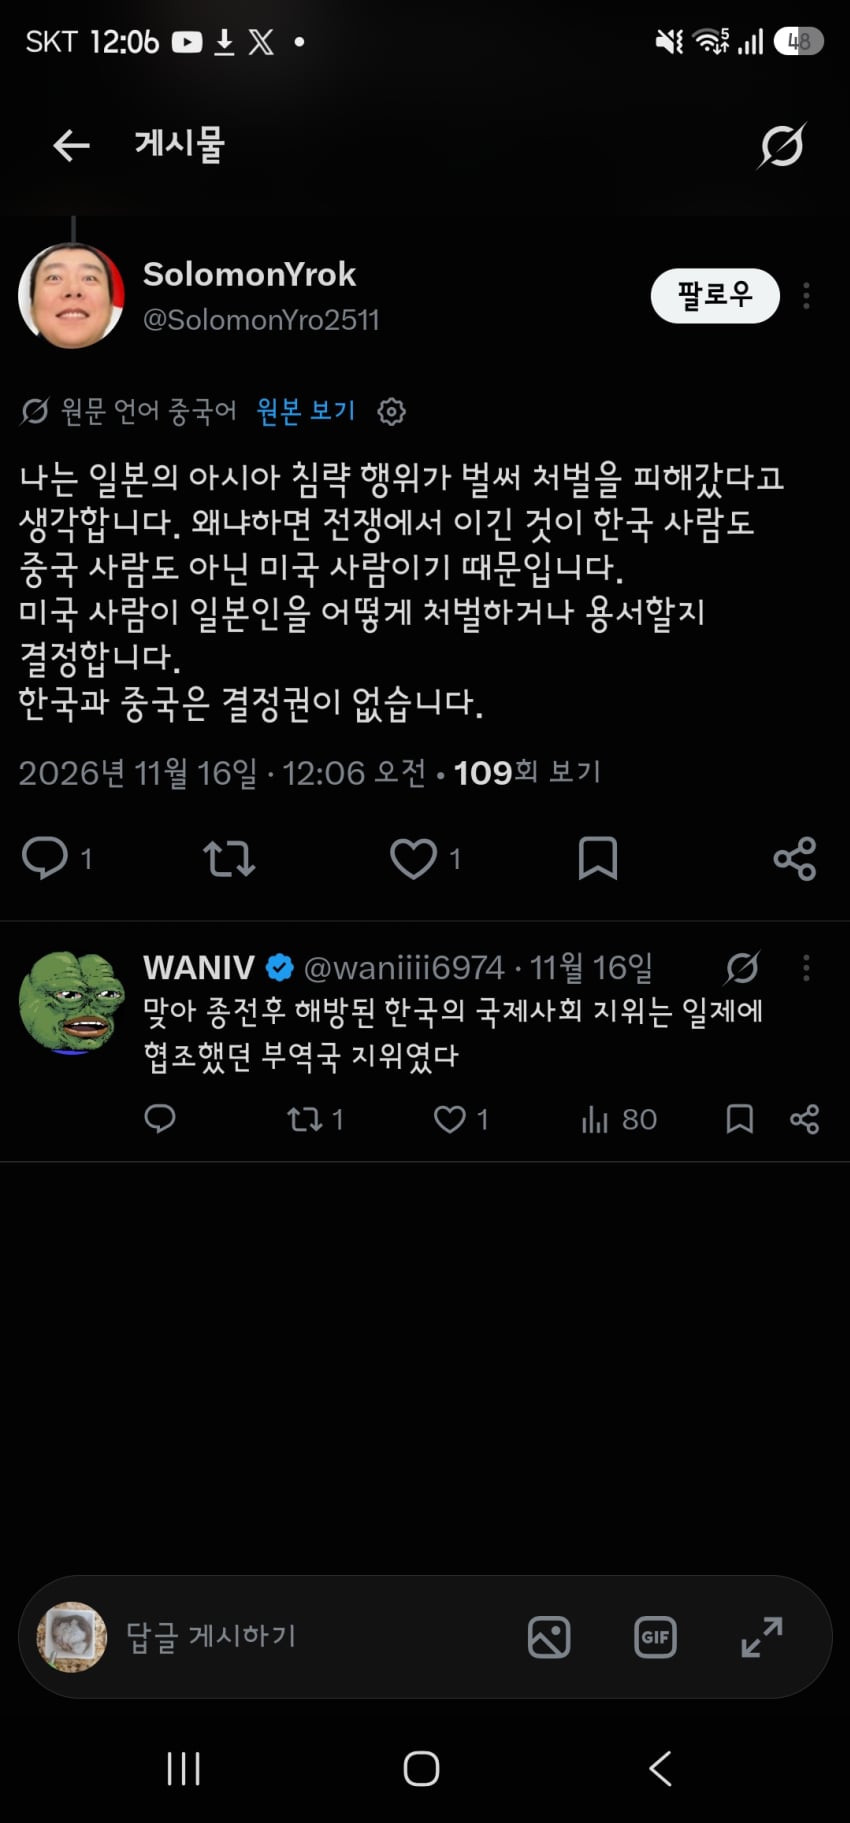 SKT 12:06
48
게시물
SolomonYrok
@SolomonYro2511
팔로우
원문 언어 중국어 원본 보기
나는 일본의 아시아 침략 행위가 벌써 처벌을 피해갔다고
생각합니다. 왜냐하면 전쟁에서 이긴 것이 한국 사람도
중국 사람도 아닌 미국 사람이기 때문입니다.
미국 사람이 일본인을 어떻게 처벌하거나 용서할지
결정합니다.
한국과 중국은 결정권이 없습니다.
2026년 11월 16일 · 12:06 오전 • 109회 보기
1 1
WANIV @waniiii6974 · 11월 16일
맞아 종전후 해방된 한국의 국제사회 지위는 일제에
협조했던 부역국 지위였다
1 1 80
답글 게시하기
GIF